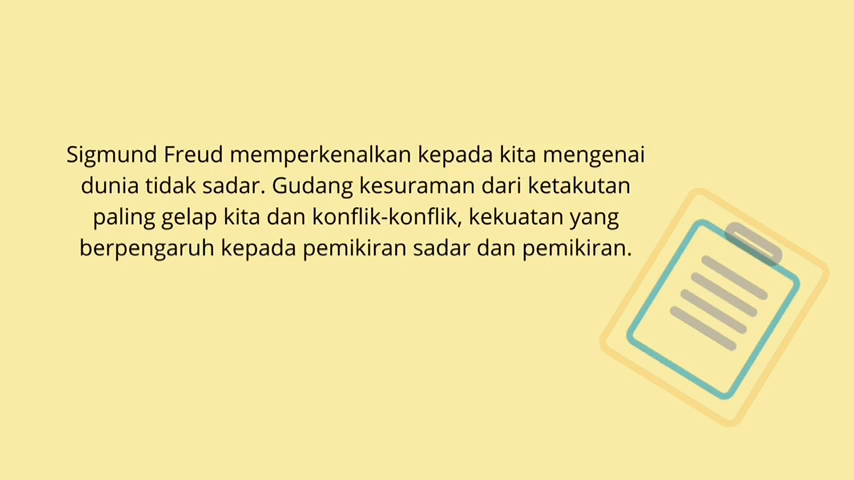 Sigmund Freud memperkenalkan kepada kita mengenai
dunia tidak sadar. Gudang kesuraman dari ketakutan
paling gelap kita dan konflik-konflik, kekuatan yang
berpengaruh kepada pemikiran sadar dan pemikiran.